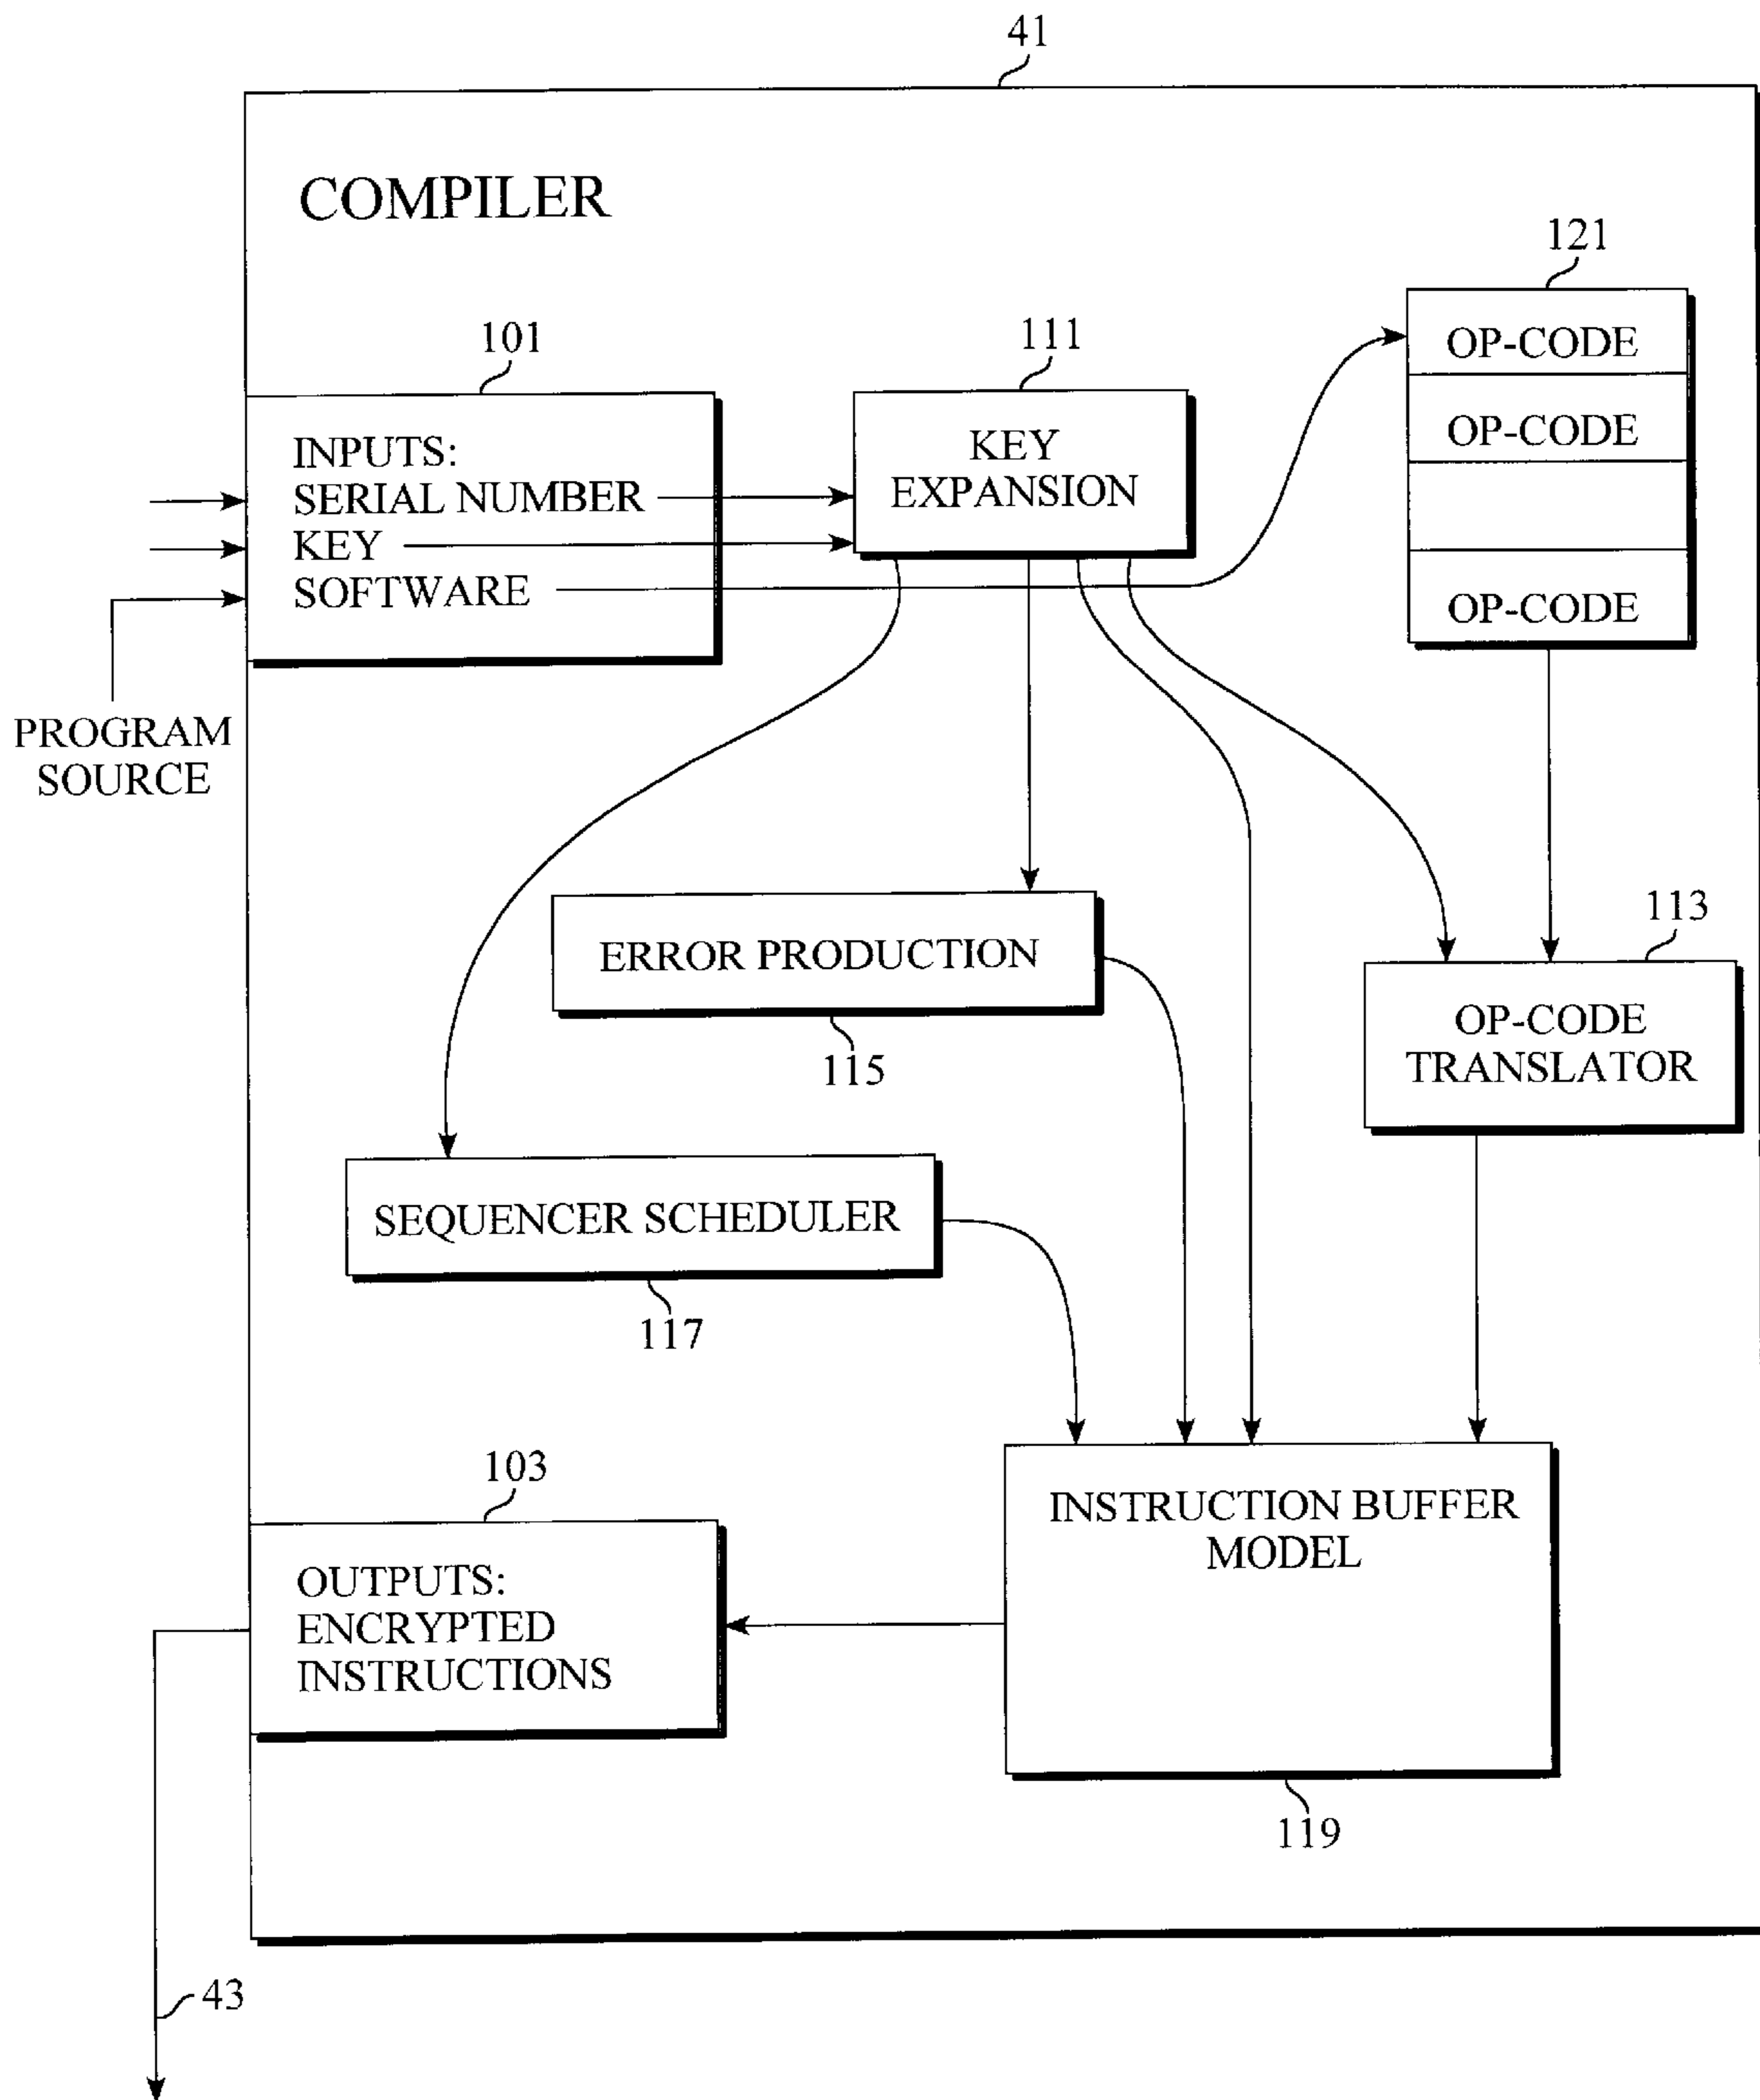 41
COMPILER
121
OP-CODE
OP-CODE
OP-CODE
101
INPUTS:
SERIAL NUMBER
KEY
SOFTWARE
111
KEY
EXPANSION
PROGRAM
SOURCE
ERROR PRODUCTION
115
113
OP-CODE
TRANSLATOR
SEQUENCER SCHEDULER
117
103
OUTPUTS:
ENCRYPTED
INSTRUCTIONS
INSTRUCTION BUFFER
MODEL
119
43